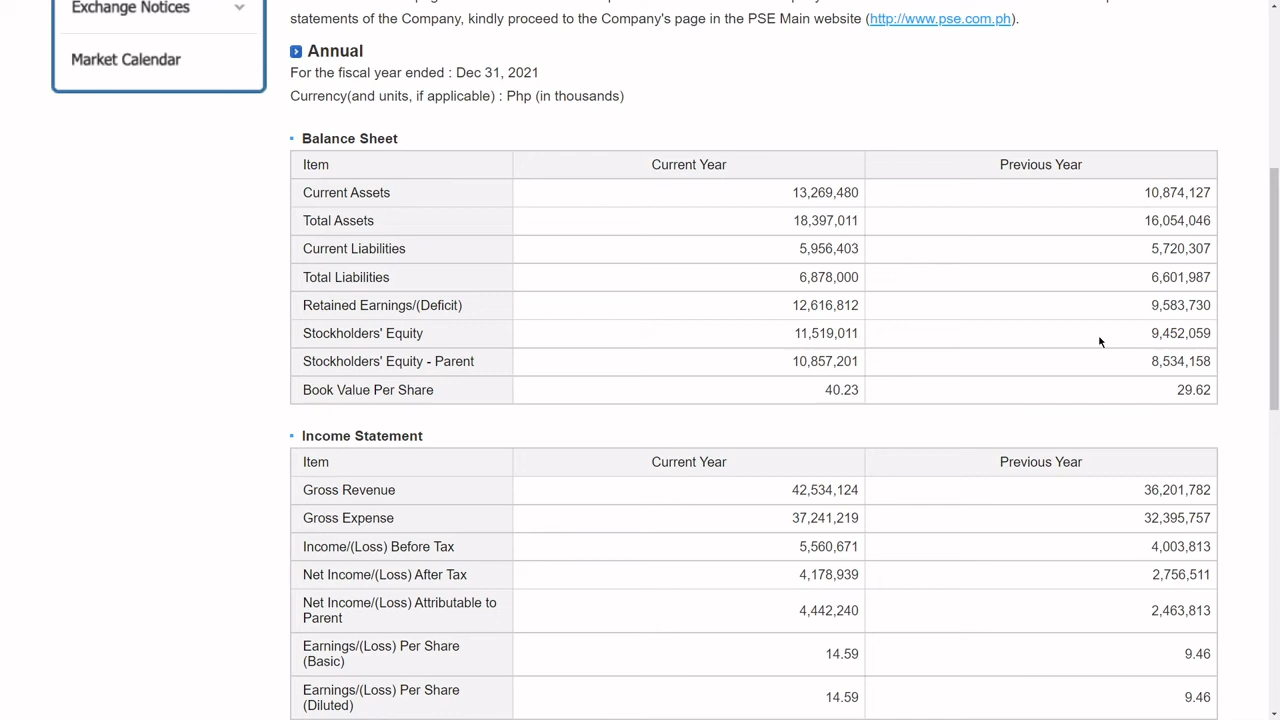 Exchange Notices
Market Calendar
statements of the Company, kindly proceed to the Company's page in the PSE Main website (http://www.pse.com.ph).
Annual
For the fiscal year ended : Dec 31, 2021
Currency(and units, if applicable) : Php (in thousands)
Balance Sheet
Item Current Year Previous Year
Current Assets 13,269,480 10,874,127
Total Assets 18,397,011 16,054,046
Current Liabilities 5,956,403 5,720,307
Total Liabilities 6,878,000 6,601,987
Retained Earnings/(Deficit) 12,616,812 9,583,730
Stockholders' Equity 11,519,011 9,452,059
Stockholders' Equity - Parent 10,857,201 8,534,158
Book Value Per Share 40.23 29.62
Income Statement
Item Current Year Previous Year
Gross Revenue 42,534,124 36,201,782
Gross Expense 37,241,219 32,395,757
Income/(Loss) Before Tax 5,560,671 4,003,813
Net Income/(Loss) After Tax 4,178,939 2,756,511
Net Income/(Loss) Attributable to
Parent 4,442,240 2,463,813
Earnings/(Loss) Per Share
(Basic) 14.59 9.46
Earnings/(Loss) Per Share
(Diluted) 14.59 9.46